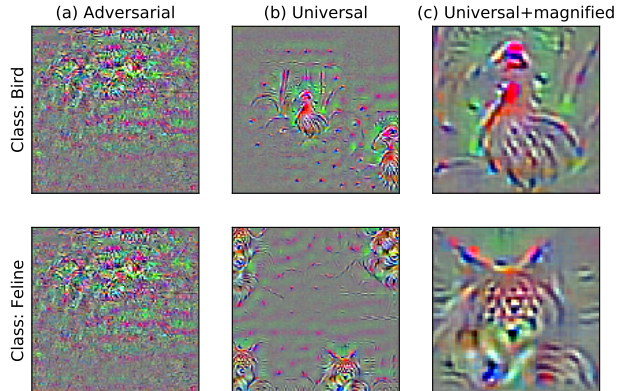 (a) Adversarial
(b) Universal
(c) Universal+magnified
Class: Bird
Class: Feline